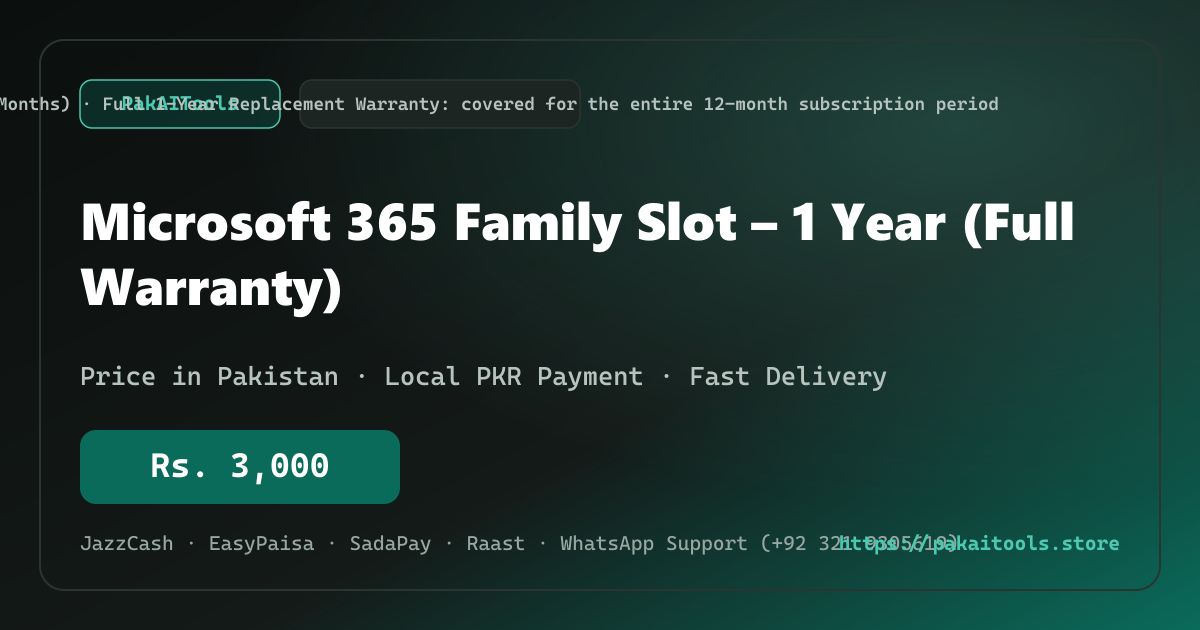 Months) · Full 1-Year Replacement Warranty: covered for the entire 12-month subscription period
PakAITools
Microsoft 365 Family Slot – 1 Year (Full
Warranty)
Price in Pakistan · Local PKR Payment · Fast Delivery
Rs. 3,000
JazzCash · EasyPaisa · SadaPay · Raast · WhatsApp Support (+92 321
https://pakaitools.store